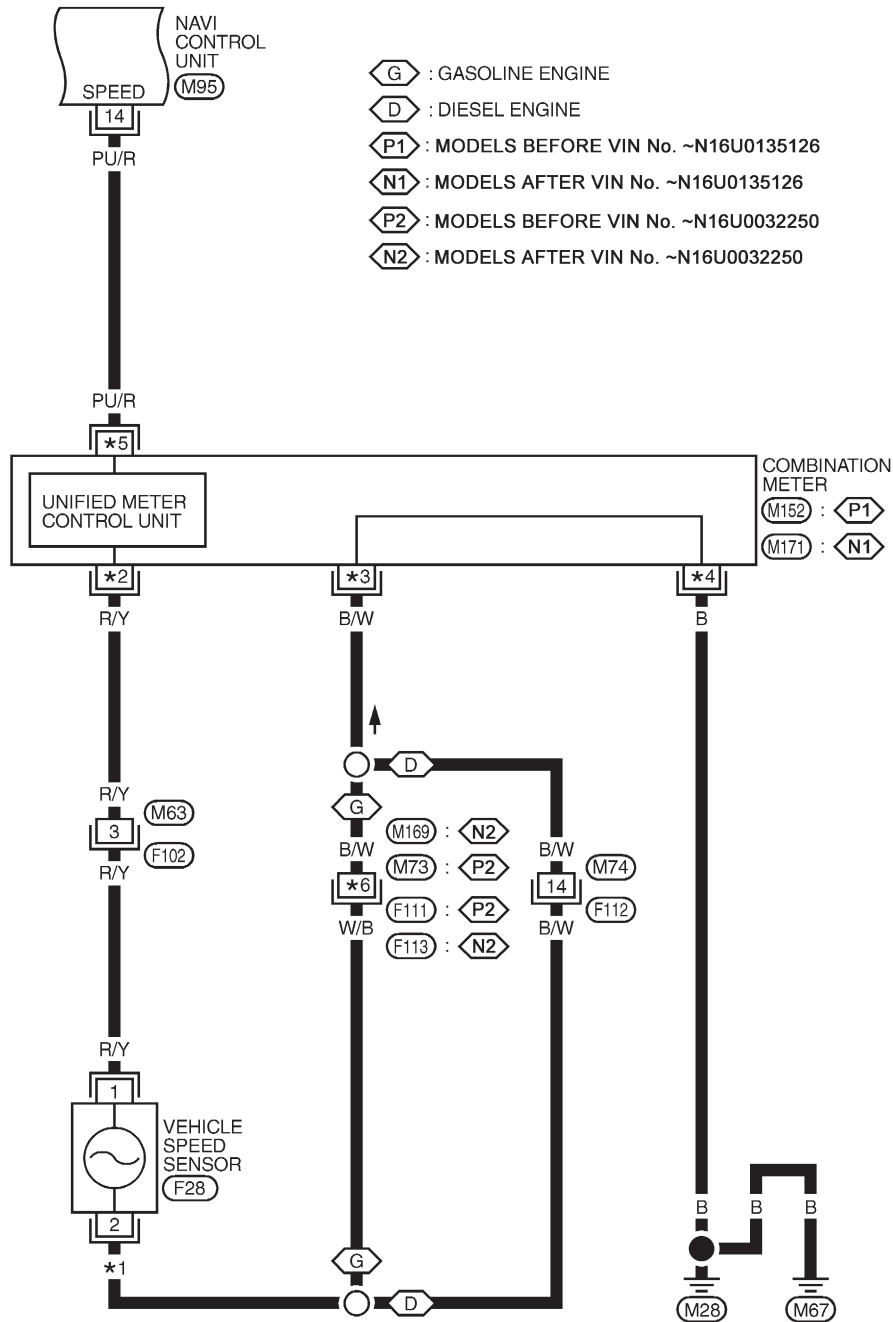 NAVI
CONTROL
UNIT
M95
SPEED
14
PU/R
G : GASOLINE ENGINE
D : DIESEL ENGINE
P1 : MODELS BEFORE VIN No. ~N16U0135126
N1 : MODELS AFTER VIN No. ~N16U0135126
P2 : MODELS BEFORE VIN No. ~N16U0032250
N2 : MODELS AFTER VIN No. ~N16U0032250
PU/R
★5
UNIFIED METER
CONTROL UNIT
COMBINATION
METER
M152 : P1
M171 : N1
★2
★3
★4
R/Y
B/W
B
D
G
R/Y
M63
3
F102
R/Y
M169 : N2
B/W
M73 : P2
★6
F111 : P2
W/B
F113 : N2
B/W
M74
14
F112
B/W
R/Y
1
VEHICLE
SPEED
SENSOR
F28
2
★1
G
D
B
B
B
M28
M67